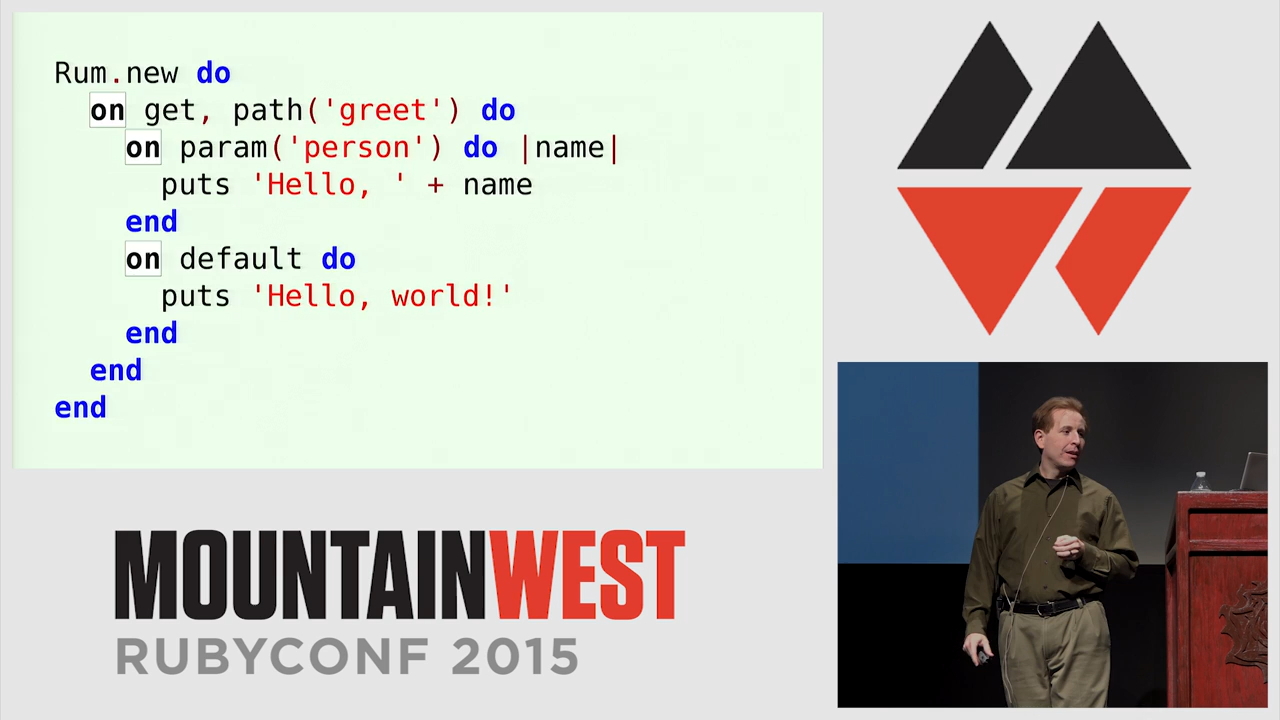 Rum.new do
  on get, path('greet') do
    on param('person') do |name|
      puts 'Hello, ' + name
    end
    on default do
      puts 'Hello, world!'
    end
  end
end
MOUNTAINWEST
RUBYCONF 2015